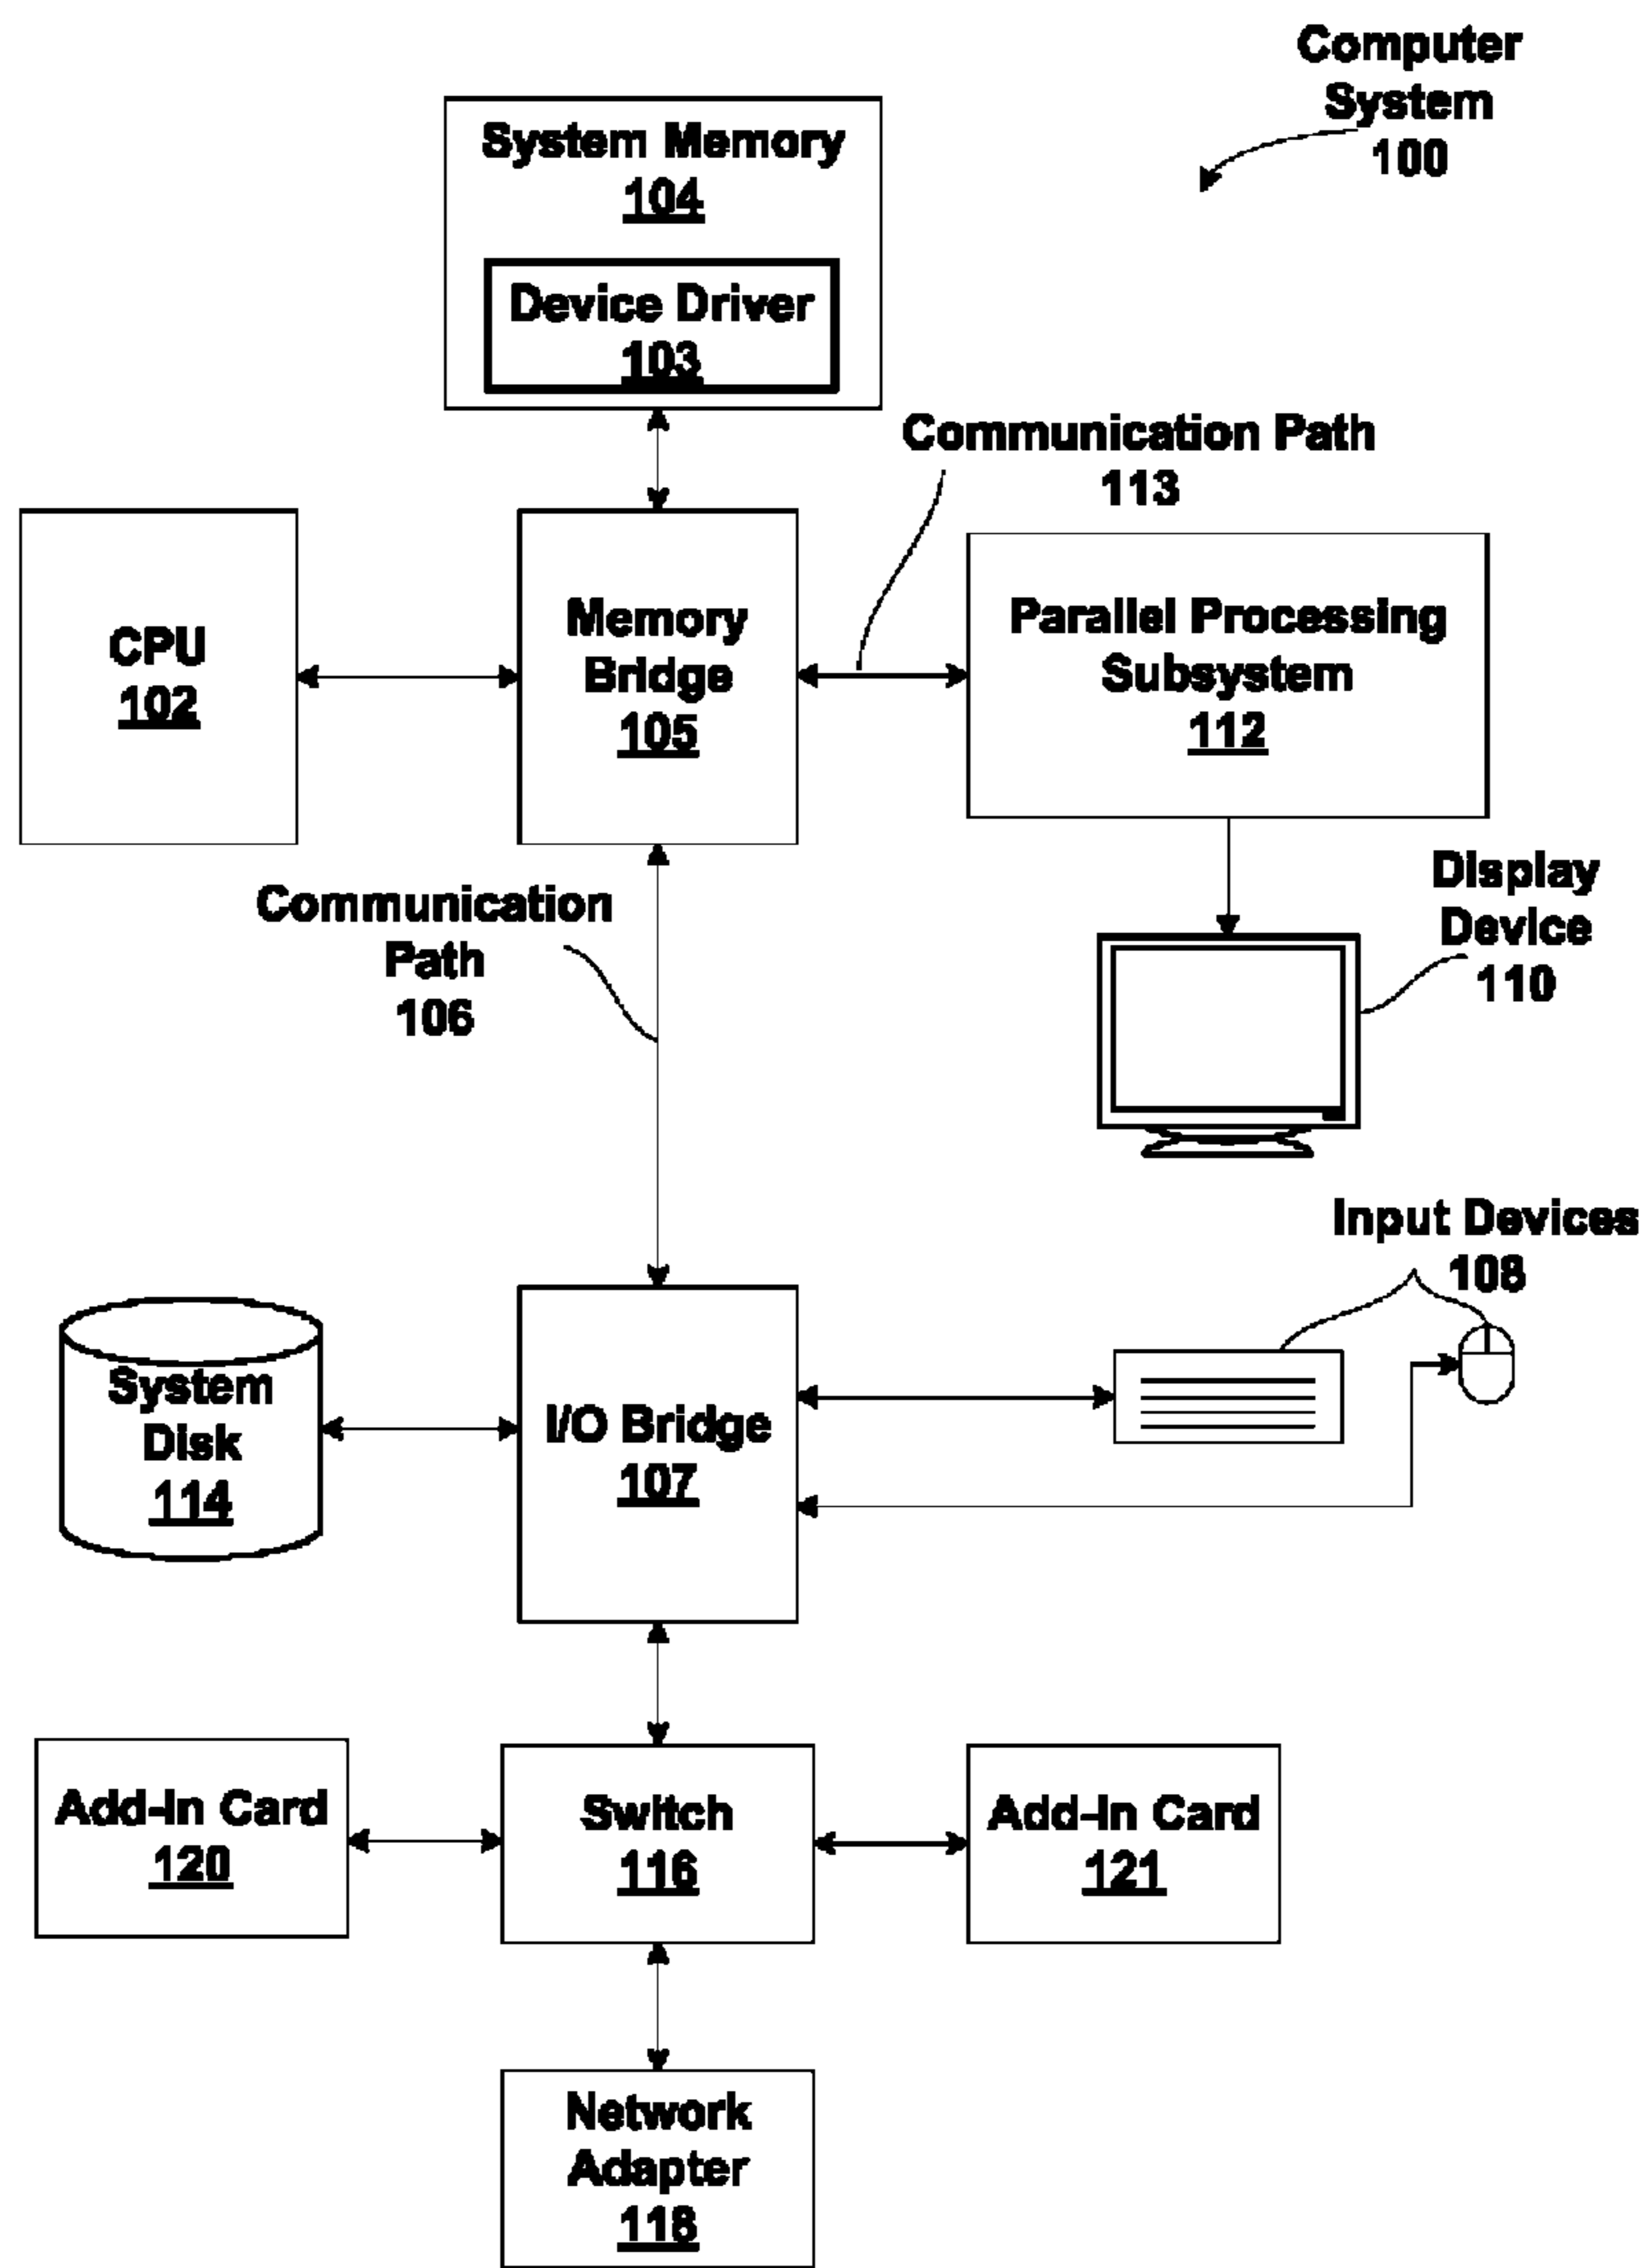 Computer
System
100
System Memory
104
Device Driver
103
Communication Path
113
CPU
102
Memory
Bridge
105
Parallel Processing
Subsystem
112
Communication
Path
106
Display
Device
110
Input Devices
108
System
Disk
114
I/O Bridge
107
Add-In Card
120
Switch
116
Add-In Card
121
Network
Adapter
118